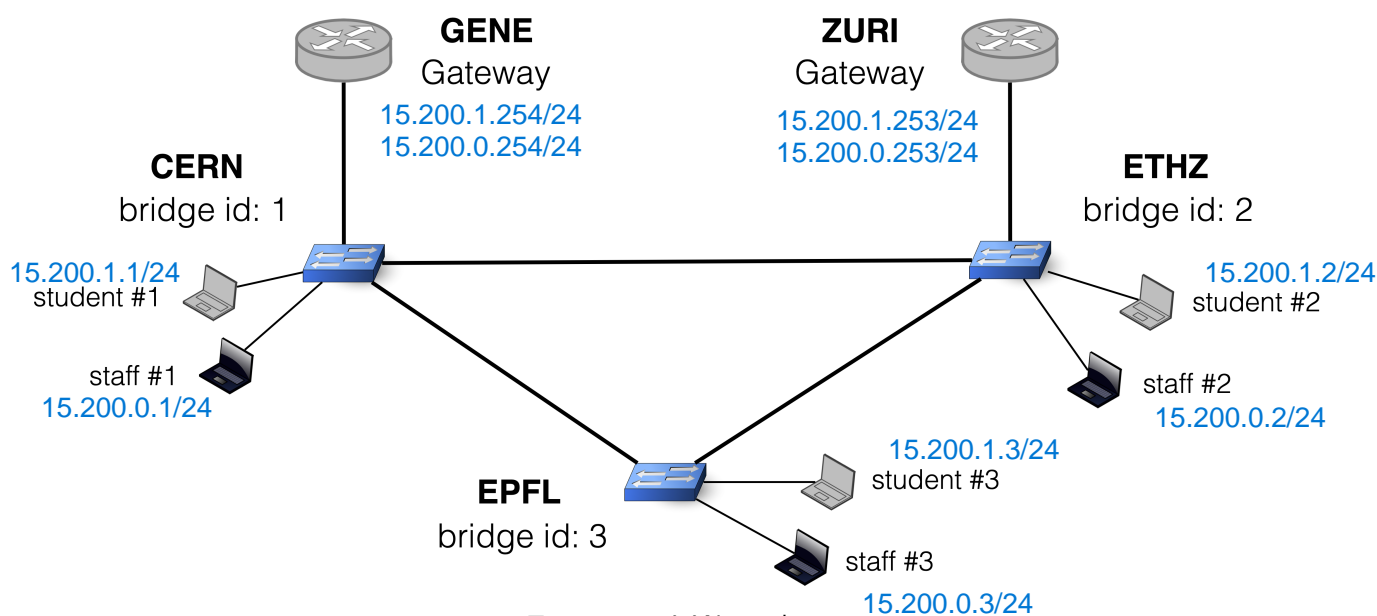 GENE
Gateway
15.200.1.254/24
15.200.0.254/24
ZURI
Gateway
15.200.1.253/24
15.200.0.253/24
CERN
bridge id: 1
ETHZ
bridge id: 2
15.200.1.1/24
student #1
staff #1
15.200.0.1/24
15.200.1.2/24
student #2
staff #2
15.200.0.2/24
EPFL
bridge id: 3
15.200.1.3/24
student #3
staff #3
15.200.0.3/24